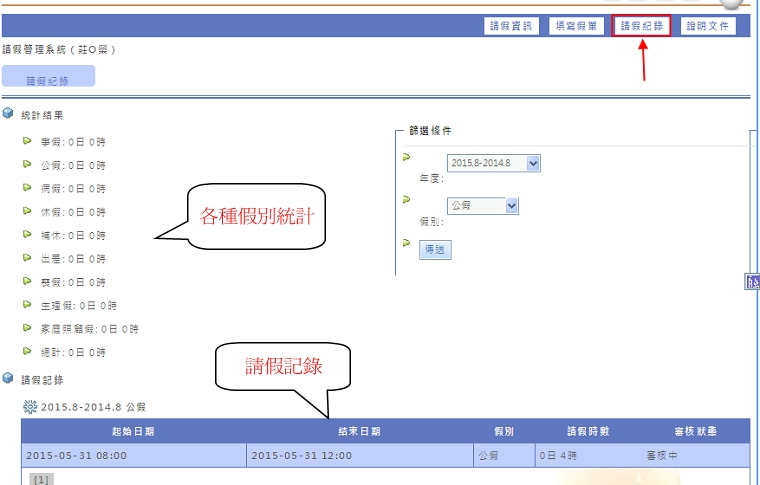 請假資訊 填寫假單 請假紀錄 證明文件
請假管理系統(莊O榮)
請假紀錄
統計結果
事假:0日 0時
公假:0日 0時
病假:0日 0時
休假:0日 0時
補休:0日 0時
出差:0日 0時
喪假:0日 0時
生理假:0日 0時
家庭照顧假:0日 0時
總計:0日 0時
各種假別統計
篩選條件
年度: 2015.8-2014.8
假別: 公假
傳送
請假記錄
請假記錄
2015.8-2014.8 公假
起始日期 結束日期 假別 請假時數 審核狀態
2015-05-31 08:00 2015-05-31 12:00 公假 0日 4時 審核中
[1]